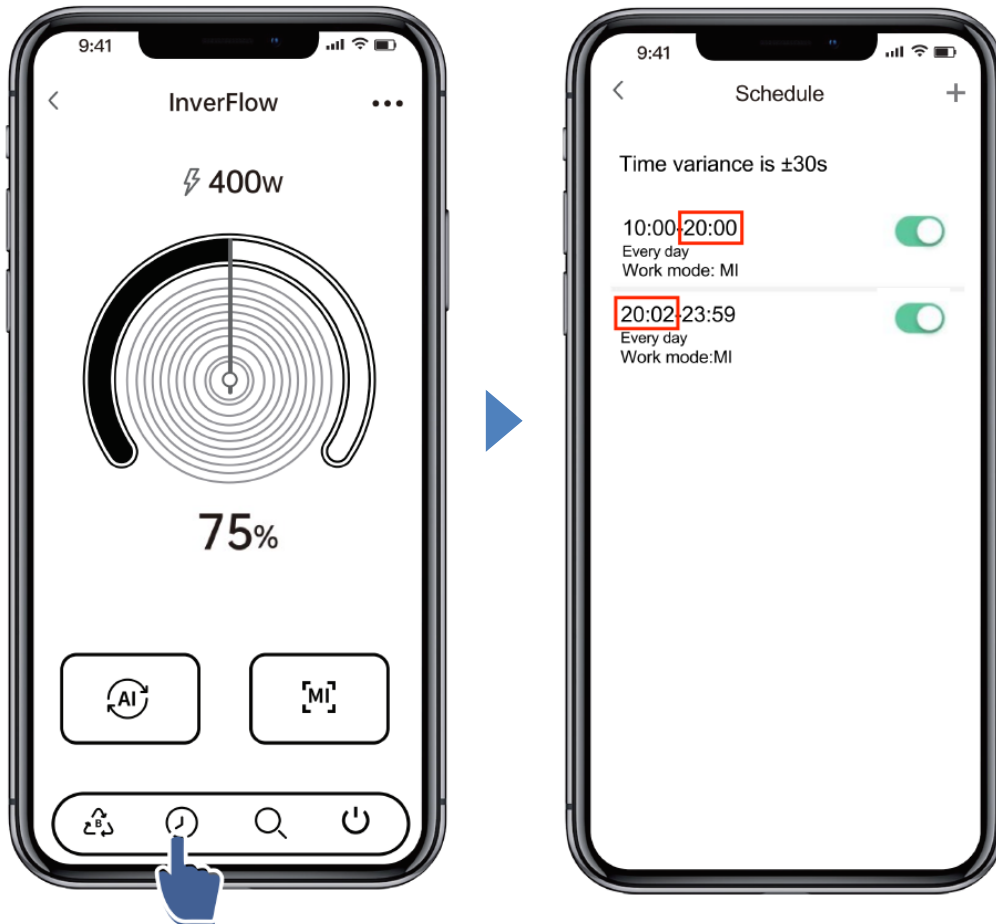 9:41
InverFlow
400W
75%
AI
MI
B
9:41
Schedule
Time variance is ±30s
10:00-20:00
Every day
Work mode: MI
20:02-23:59
Every day
Work mode:MI